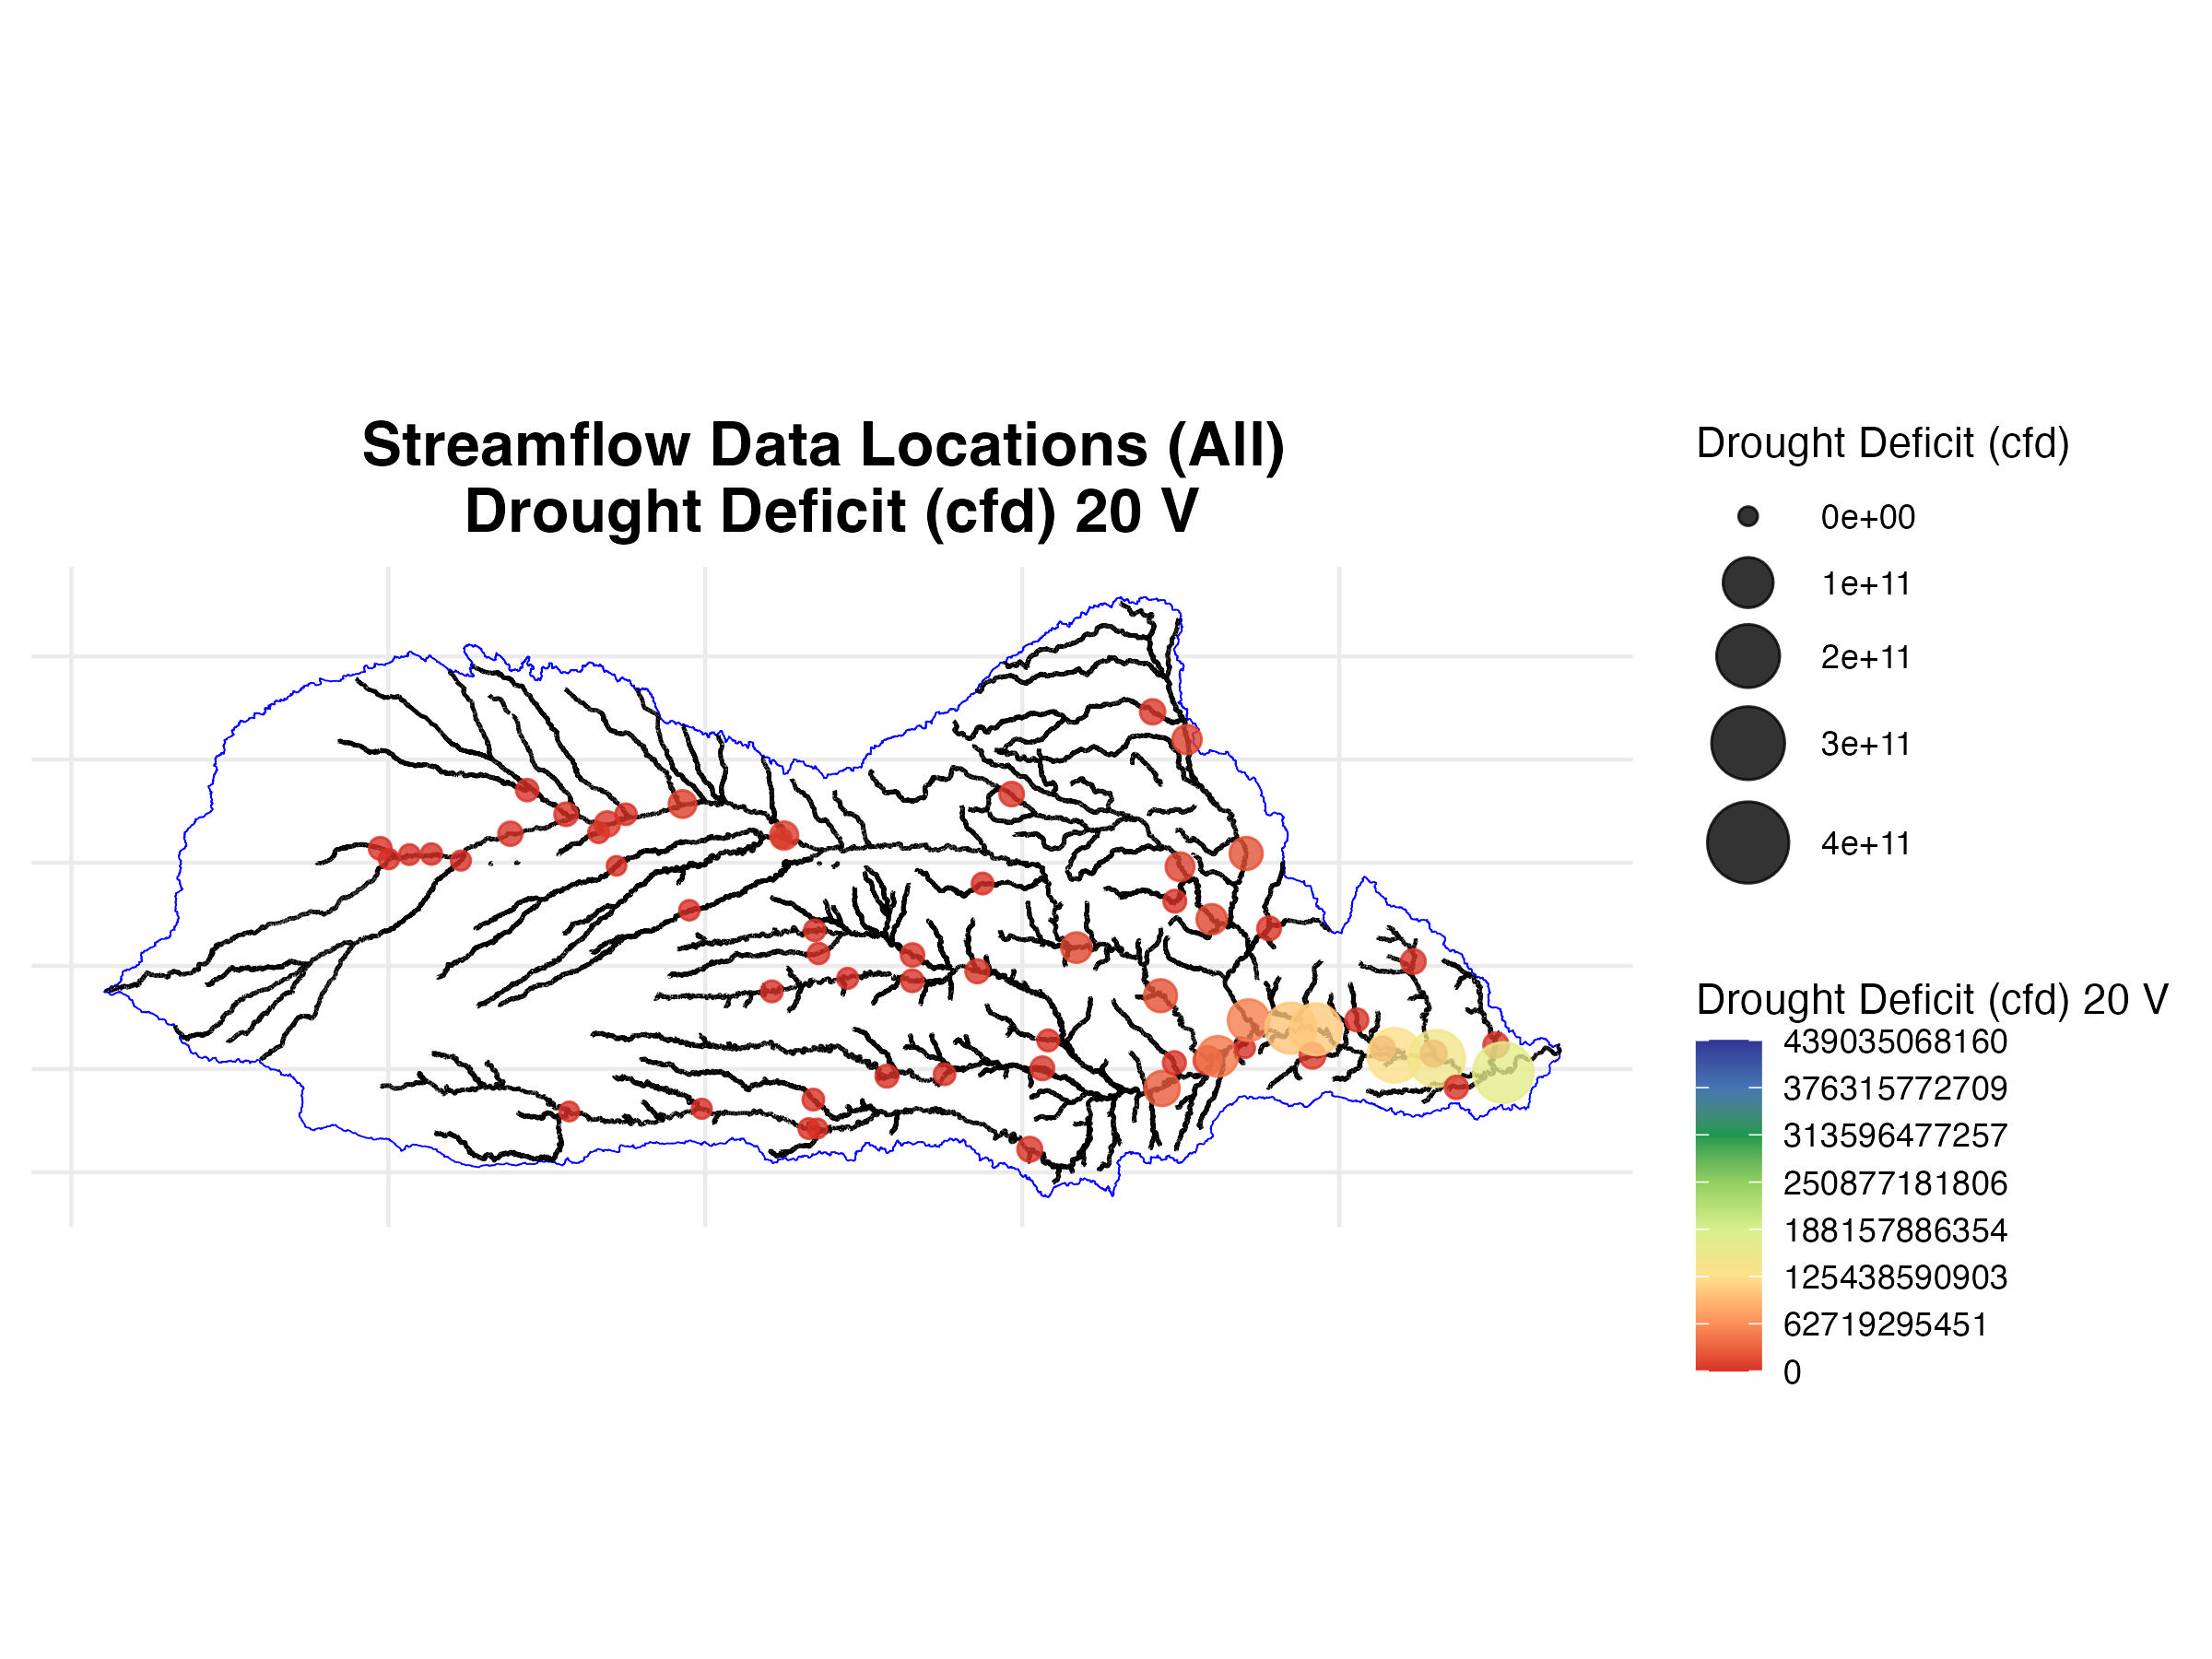 Streamflow Data Locations (All)
Drought Deficit (cfd) 20 V
Drought Deficit (cfd)
0e+00
1e+11
2e+11
3e+11
4e+11
Drought Deficit (cfd) 20 V
439035068160
376315772709
313596477257
250877181806
188157886354
125438590903
62719295451
0